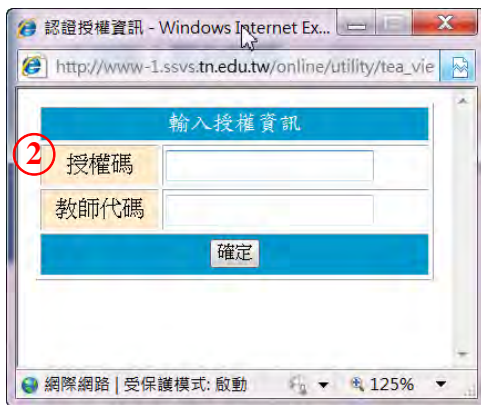 認證授權資訊 - Windows Internet Ex...
http://www-1.ssvs.tn.edu.tw/online/utility/tea_vie
輸入授權資訊
2 授權碼
教師代碼
確定
網際網路 | 受保護模式: 啟動 125%